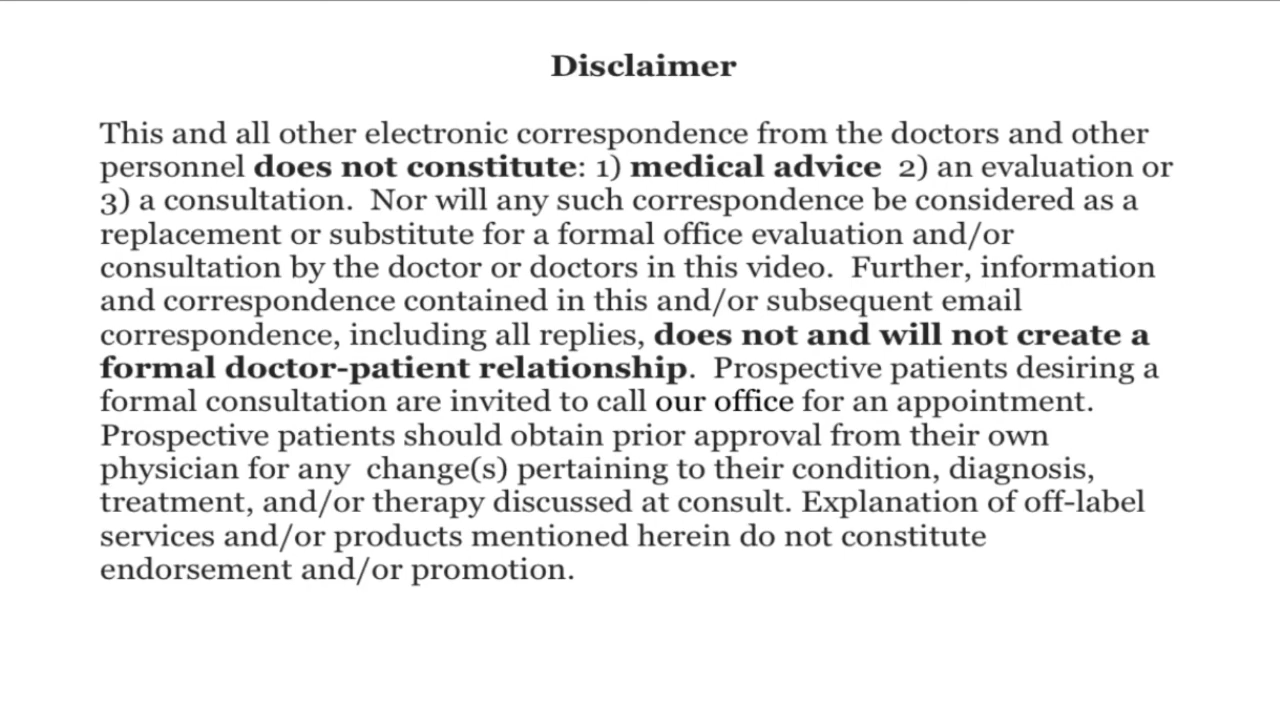 Disclaimer
This and all other electronic correspondence from the doctors and other
personnel does not constitute: 1) medical advice  2) an evaluation or
3) a consultation.  Nor will any such correspondence be considered as a
replacement or substitute for a formal office evaluation and/or
consultation by the doctor or doctors in this video.  Further, information
and correspondence contained in this and/or subsequent email
correspondence, including all replies, does not and will not create a
formal doctor-patient relationship.  Prospective patients desiring a
formal consultation are invited to call our office for an appointment.
Prospective patients should obtain prior approval from their own
physician for any  change(s) pertaining to their condition, diagnosis,
treatment, and/or therapy discussed at consult. Explanation of off-label
services and/or products mentioned herein do not constitute
endorsement and/or promotion.